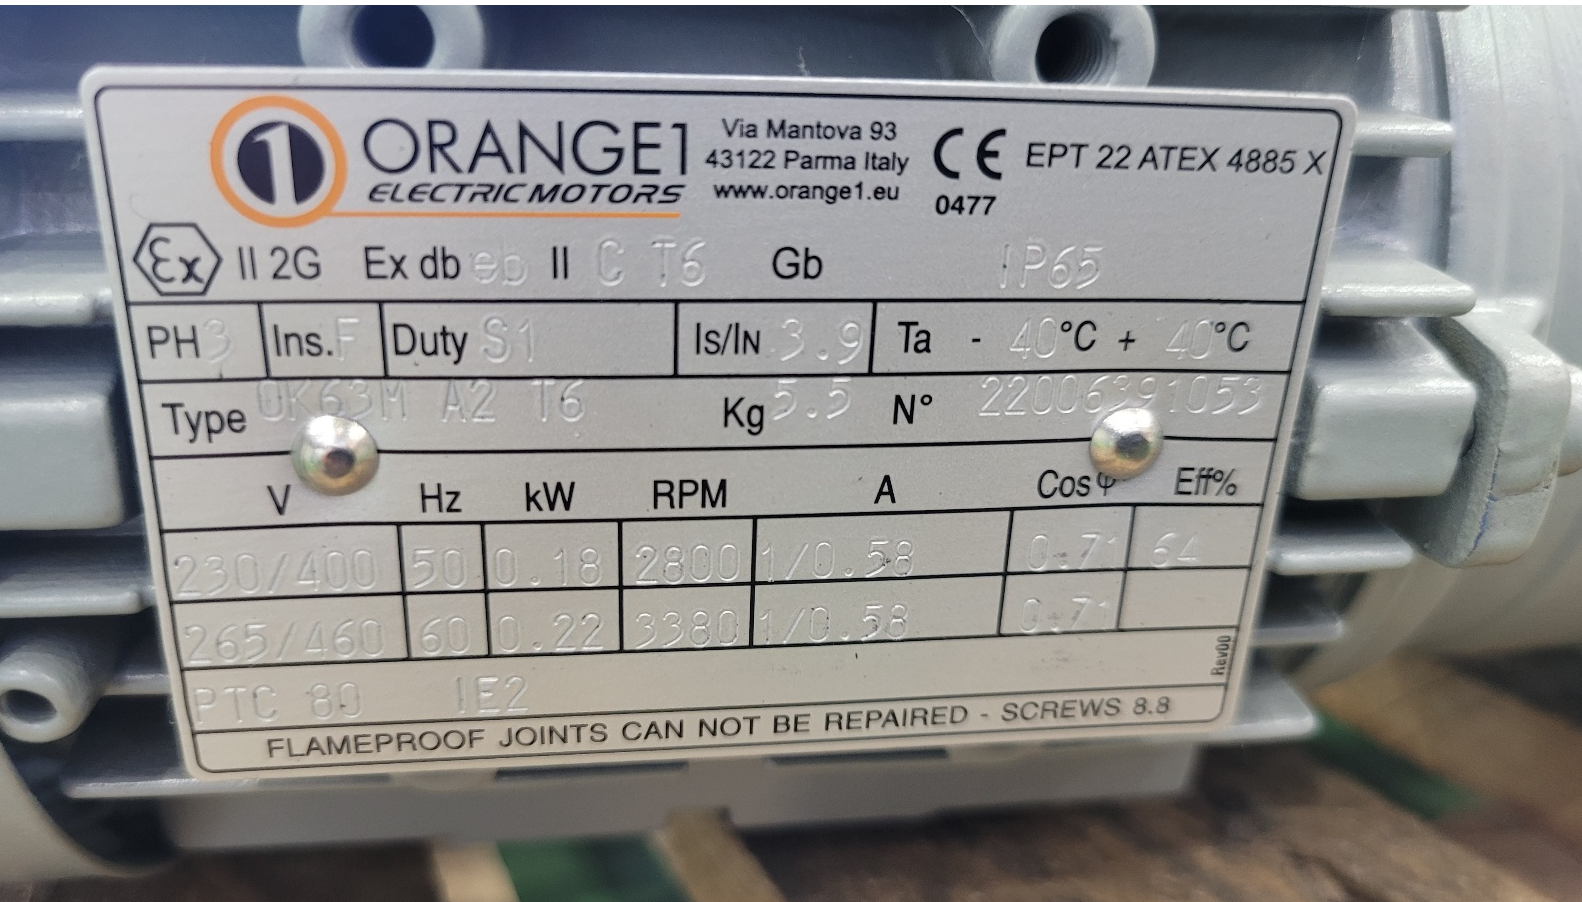 1 ORANGE1 Via Mantova 93 CE EPT 22 ATEX 4885 X
ELECTRIC MOTORS 43122 Parma Italy 0477
www.orange1.eu
Ex II 2G Ex db eb II C T6 Gb IP65
PH 3 Ins. F Duty S1 Is/IN 3.9 Ta - 40°C + 40°C
Type 0K63M A2 T6 Kg 5.5 N° 22006391053
V Hz kW RPM A Cos φ Eff%
230/400 50 0.18 2800 1/0.58 0.71 64
265/460 60 0.22 3380 1/0.58 0.71
PTC 80 IE2
Rev00
FLAMEPROOF JOINTS CAN NOT BE REPAIRED - SCREWS 8.8